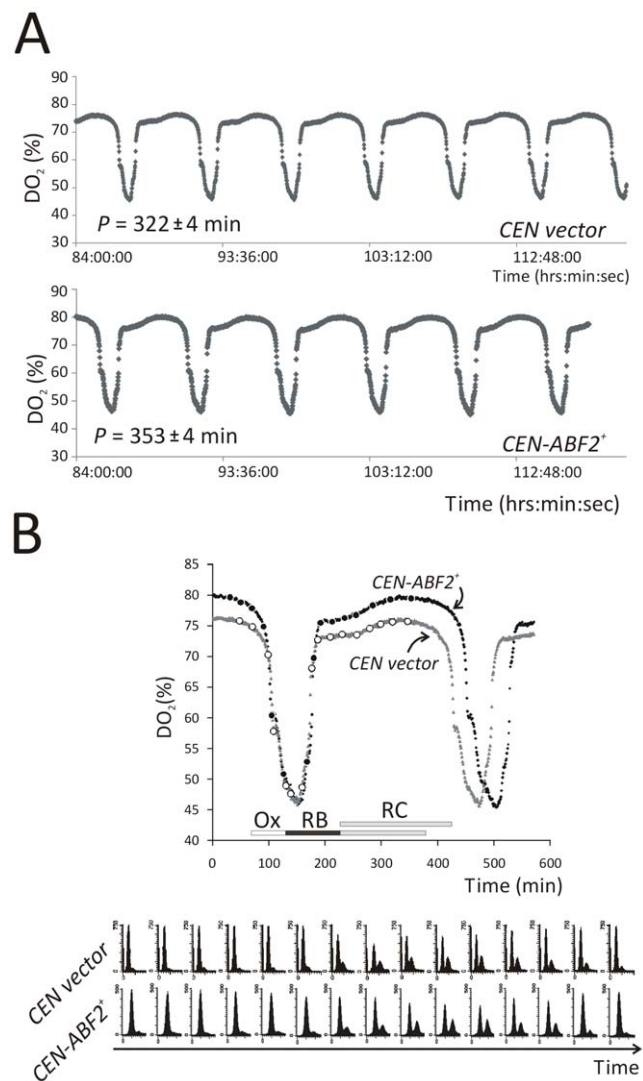 A
90
80
70
60
50
40
30
DO2 (%)
P = 322 ± 4 min
CEN vector
84:00:00 93:36:00 103:12:00 112:48:00
Time (hrs:min:sec)
90
80
70
60
50
40
30
DO2 (%)
P = 353 ± 4 min
CEN-ABF2+
84:00:00 93:36:00 103:12:00 112:48:00
Time (hrs:min:sec)
B
85
80
75
70
65
60
55
50
45
40
DO2(%)
CEN-ABF2+
CEN vector
Ox RB RC
0 100 200 300 400 500 600
Time (min)
CEN vector
CEN-ABF2+
Time